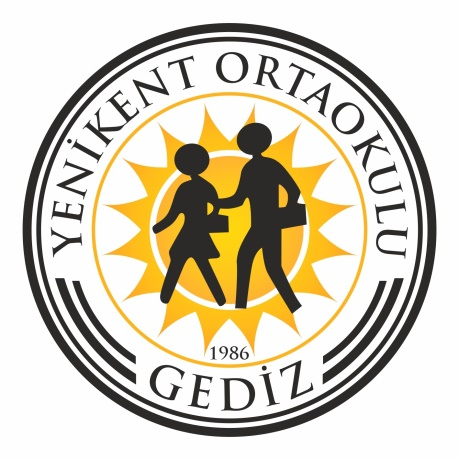 YENİKENT ORTAOKULU
1986
GEDİZ